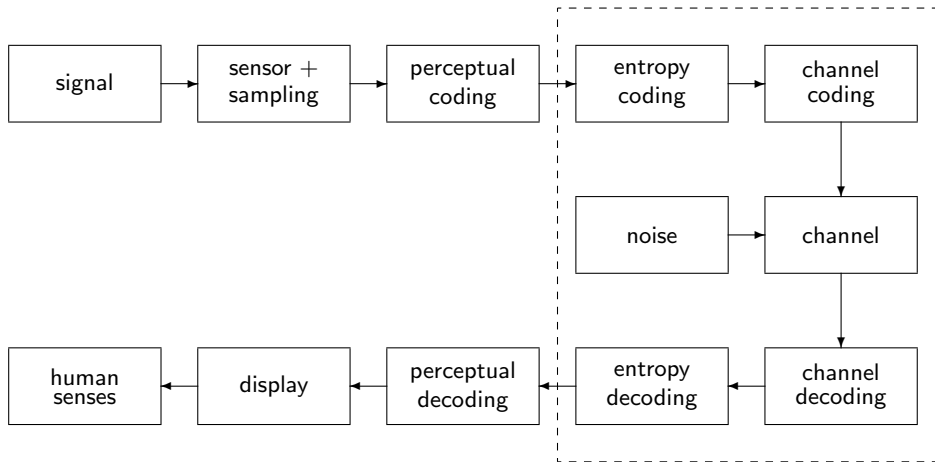 signal
sensor +
sampling
perceptual
coding
entropy
coding
channel
coding
noise
channel
human
senses
display
perceptual
decoding
entropy
decoding
channel
decoding